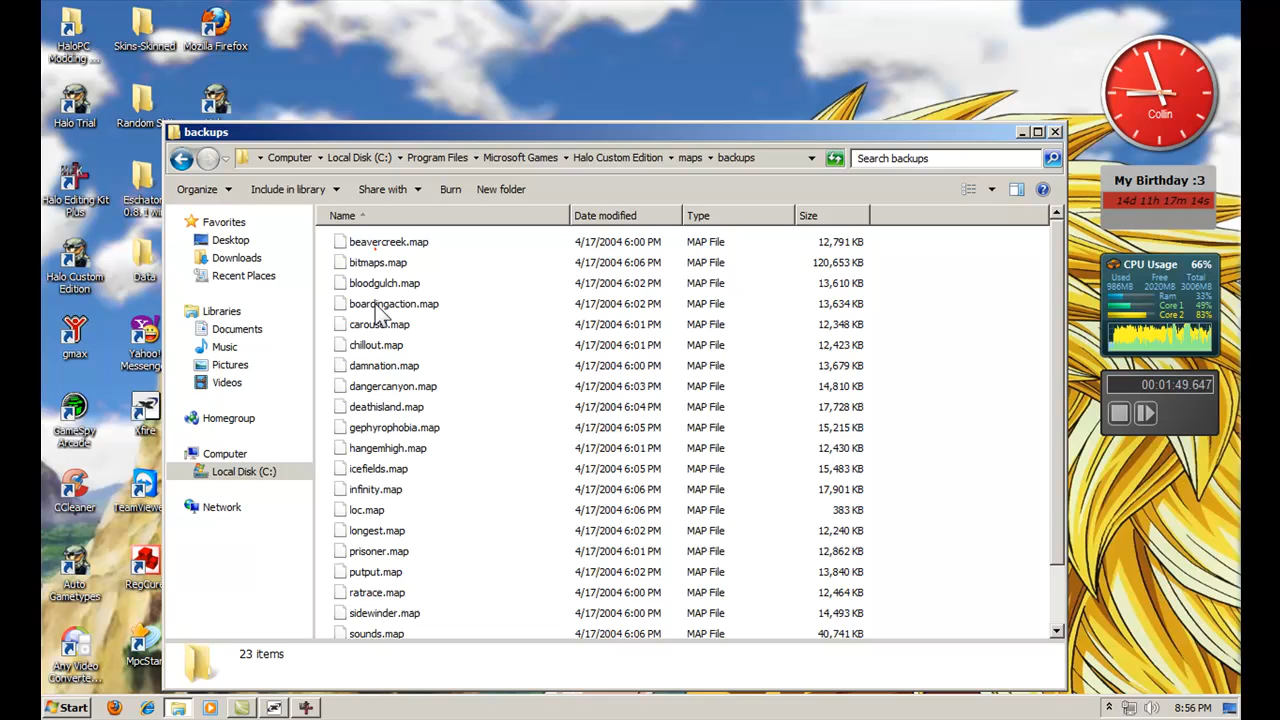 HaloPC Modding ...
Skins-Skinned
Mozilla Firefox
Halo Trial
Random S
Halo Editing Kit Plus
Eschaton 0.8.1 wi
Halo Custom Edition
Data
gmax
Yahoo! Messenge
GameSpy Arcade
Xfire
CCleaner
TeamViewe
Auto Gametypes
RegCure
Any Video Converte...
MpcStar
backups
Computer
Local Disk (C:)
Program Files
Microsoft Games
Halo Custom Edition
maps
backups
Search backups
Organize
Include in library
Share with
Burn
New folder
Favorites
Desktop
Downloads
Recent Places
Libraries
Documents
Music
Pictures
Videos
Homegroup
Computer
Local Disk (C:)
Network
Name Date modified Type Size
beavercreek.map 4/17/2004 6:00 PM MAP File 12,791 KB
bitmaps.map 4/17/2004 6:06 PM MAP File 120,653 KB
bloodgulch.map 4/17/2004 6:02 PM MAP File 13,610 KB
boardingaction.map 4/17/2004 6:02 PM MAP File 13,634 KB
carousel.map 4/17/2004 6:01 PM MAP File 12,348 KB
chillout.map 4/17/2004 6:01 PM MAP File 12,423 KB
damnation.map 4/17/2004 6:00 PM MAP File 13,679 KB
dangercanyon.map 4/17/2004 6:03 PM MAP File 14,810 KB
deathisland.map 4/17/2004 6:04 PM MAP File 17,728 KB
gephyrophobia.map 4/17/2004 6:05 PM MAP File 15,215 KB
hangemhigh.map 4/17/2004 6:01 PM MAP File 12,430 KB
icefields.map 4/17/2004 6:05 PM MAP File 15,483 KB
infinity.map 4/17/2004 6:06 PM MAP File 17,901 KB
loc.map 4/17/2004 6:06 PM MAP File 383 KB
longest.map 4/17/2004 6:02 PM MAP File 12,240 KB
prisoner.map 4/17/2004 6:01 PM MAP File 12,862 KB
putput.map 4/17/2004 6:02 PM MAP File 13,840 KB
ratrace.map 4/17/2004 6:00 PM MAP File 12,464 KB
sidewinder.map 4/17/2004 6:00 PM MAP File 14,493 KB
sounds.map 4/17/2004 6:06 PM MAP File 40,741 KB
23 items
Collin
My Birthday :3
14d 11h 17m 14s
CPU Usage 66%
Used Free Total
986MB 2020MB 3006MB
Ram 33%
Core 1 49%
Core 2 83%
00:01:49.647
Start
8:56 PM